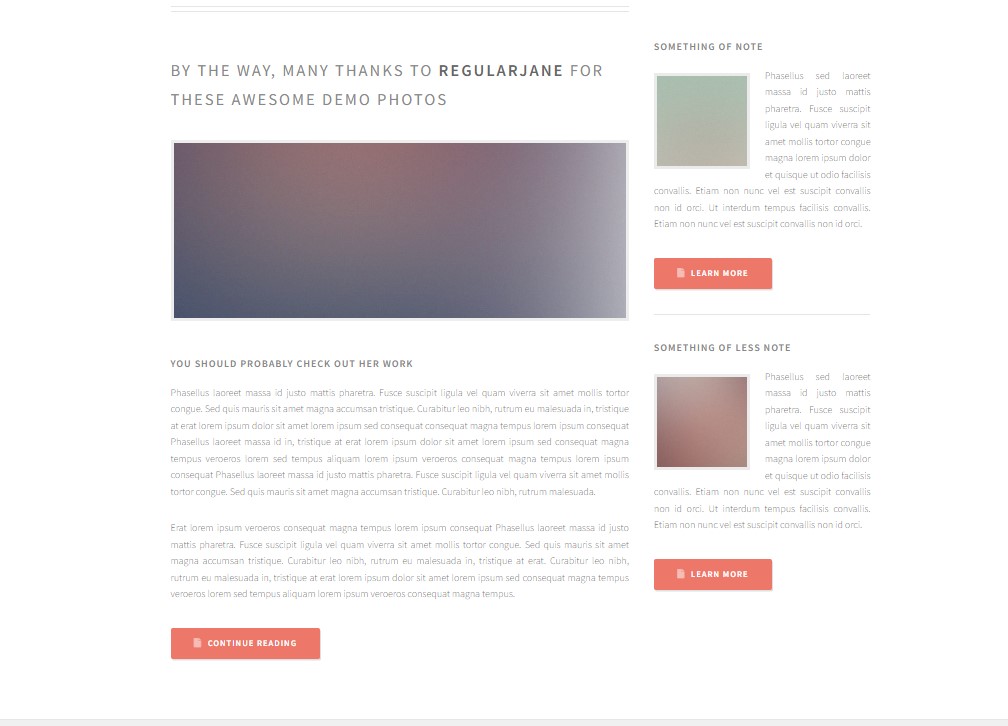 BY THE WAY, MANY THANKS TO REGULARJANE FOR
THESE AWESOME DEMO PHOTOS
YOU SHOULD PROBABLY CHECK OUT HER WORK
Phasellus laoreet massa id justo mattis pharetra. Fusce suscipit ligula vel quam viverra sit amet mollis tortor
congue. Sed quis mauris sit amet magna accumsan tristique. Curabitur leo nibh, rutrum eu malesuada in, tristique
at erat lorem ipsum dolor sit amet lorem ipsum sed consequat consequat magna tempus lorem ipsum consequat
Phasellus laoreet massa id in, tristique at erat lorem ipsum dolor sit amet lorem ipsum sed consequat magna
tempus veroeros lorem sed tempus aliquam lorem ipsum veroeros consequat magna tempus lorem ipsum
consequat Phasellus laoreet massa id justo mattis pharetra. Fusce suscipit ligula vel quam viverra sit amet mollis
tortor congue. Sed quis mauris sit amet magna accumsan tristique. Curabitur leo nibh, rutrum malesuada.
Erat lorem ipsum veroeros consequat magna tempus lorem ipsum consequat Phasellus laoreet massa id justo
mattis pharetra. Fusce suscipit ligula vel quam viverra sit amet mollis tortor congue. Sed quis mauris sit amet
magna accumsan tristique. Curabitur leo nibh, rutrum eu malesuada in, tristique at erat. Curabitur leo nibh,
rutrum eu malesuada in, tristique at erat lorem ipsum dolor sit amet lorem ipsum sed consequat magna tempus
veroeros lorem sed tempus aliquam lorem ipsum veroeros consequat magna tempus.
CONTINUE READING
SOMETHING OF NOTE
Phasellus sed laoreet
massa id justo mattis
pharetra. Fusce suscipit
ligula vel quam viverra sit
amet mollis tortor congue
magna lorem ipsum dolor
et quisque ut odio facilisis
convallis. Etiam non nunc vel est suscipit convallis
non id orci. Ut interdum tempus facilisis convallis.
Etiam non nunc vel est suscipit convallis non id orci.
LEARN MORE
SOMETHING OF LESS NOTE
Phasellus sed laoreet
massa id justo mattis
pharetra. Fusce suscipit
ligula vel quam viverra sit
amet mollis tortor congue
magna lorem ipsum dolor
et quisque ut odio facilisis
convallis. Etiam non nunc vel est suscipit convallis
non id orci. Ut interdum tempus facilisis convallis.
Etiam non nunc vel est suscipit convallis non id orci.
LEARN MORE